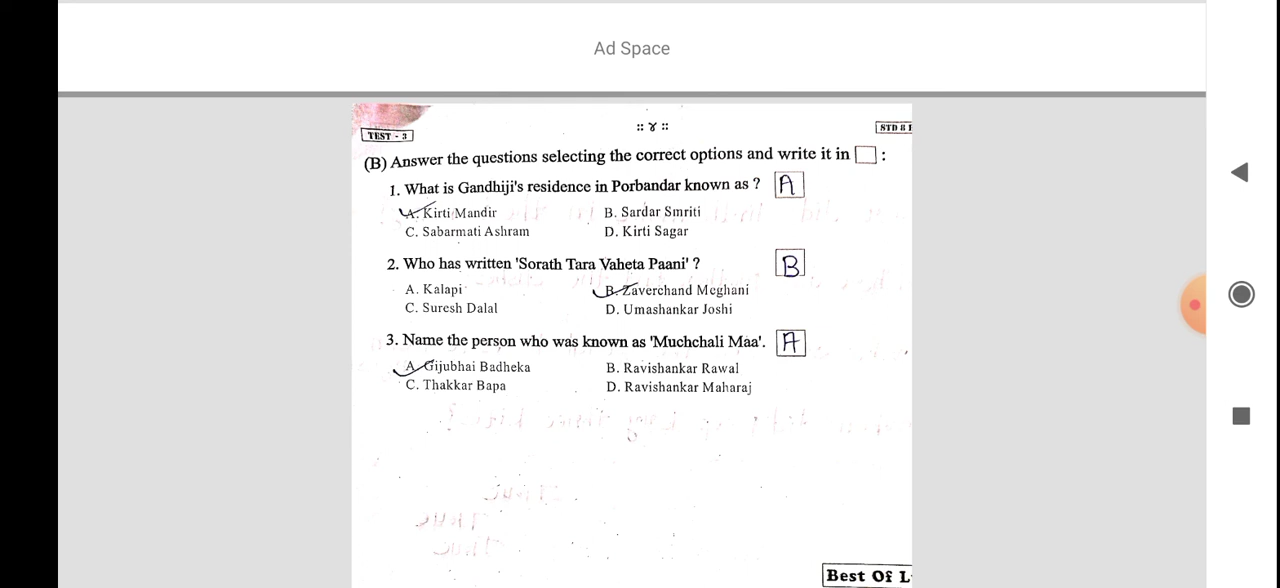 Ad Space
:: ૪ ::
TEST - 3
STD 8
(B) Answer the questions selecting the correct options and write it in :
1. What is Gandhiji's residence in Porbandar known as ? A
A. Kirti Mandir B. Sardar Smriti
C. Sabarmati Ashram D. Kirti Sagar
2. Who has written 'Sorath Tara Vaheta Paani' ? B
A. Kalapi B. Zaverchand Meghani
C. Suresh Dalal D. Umashankar Joshi
3. Name the person who was known as 'Muchchali Maa'. A
A. Gijubhai Badheka B. Ravishankar Rawal
C. Thakkar Bapa D. Ravishankar Maharaj
Best Of L